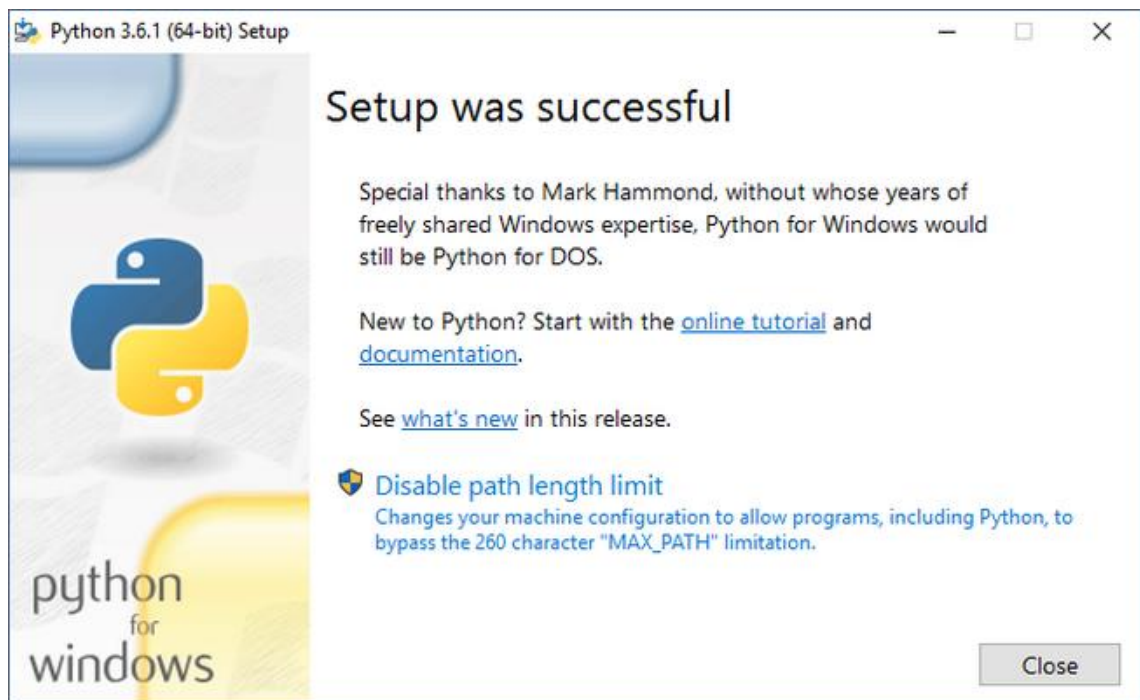 Python 3.6.1 (64-bit) Setup
Setup was successful
Special thanks to Mark Hammond, without whose years of
freely shared Windows expertise, Python for Windows would
still be Python for DOS.
New to Python? Start with the online tutorial and
documentation.
See what's new in this release.
Disable path length limit
Changes your machine configuration to allow programs, including Python, to
bypass the 260 character "MAX_PATH" limitation.
python
for
windows
Close